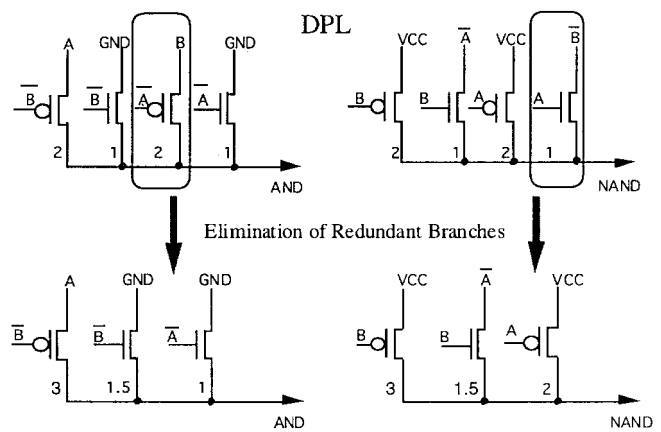 DPL
A GND B GND
B̅ B̅ A̅ A̅
2 1 2 1
AND
VCC A̅ VCC B̅
B B A A
2 1 2 1
NAND
Elimination of Redundant Branches
A GND GND
B̅ B̅ A̅
3 1.5 1
AND
VCC A̅ VCC
B B A
3 1.5 2
NAND